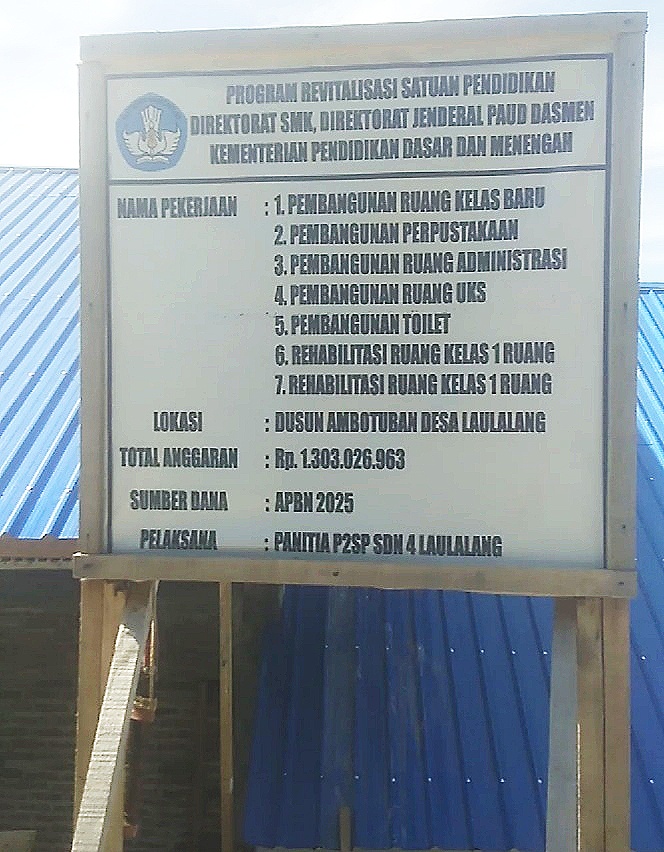 PROGRAM REVITALISASI SATUAN PENDIDIKAN
DIREKTORAT SMK, DIREKTORAT JENDERAL PAUD DASMEN
KEMENTERIAN PENDIDIKAN DASAR DAN MENENGAH
NAMA PEKERJAAN : 1. PEMBANGUNAN RUANG KELAS BARU
2. PEMBANGUNAN PERPUSTAKAAN
3. PEMBANGUNAN RUANG ADMINISTRASI
4. PEMBANGUNAN RUANG UKS
5. PEMBANGUNAN TOILET
6. REHABILITASI RUANG KELAS 1 RUANG
7. REHABILITASI RUANG KELAS 1 RUANG
LOKASI : DUSUN AMBOTUBAN DESA LAULALANG
TOTAL ANGGARAN : Rp. 1.303.026.963
SUMBER DANA : APBN 2025
PELAKSANA : PANITIA P2SP SDN 4 LAULALANG